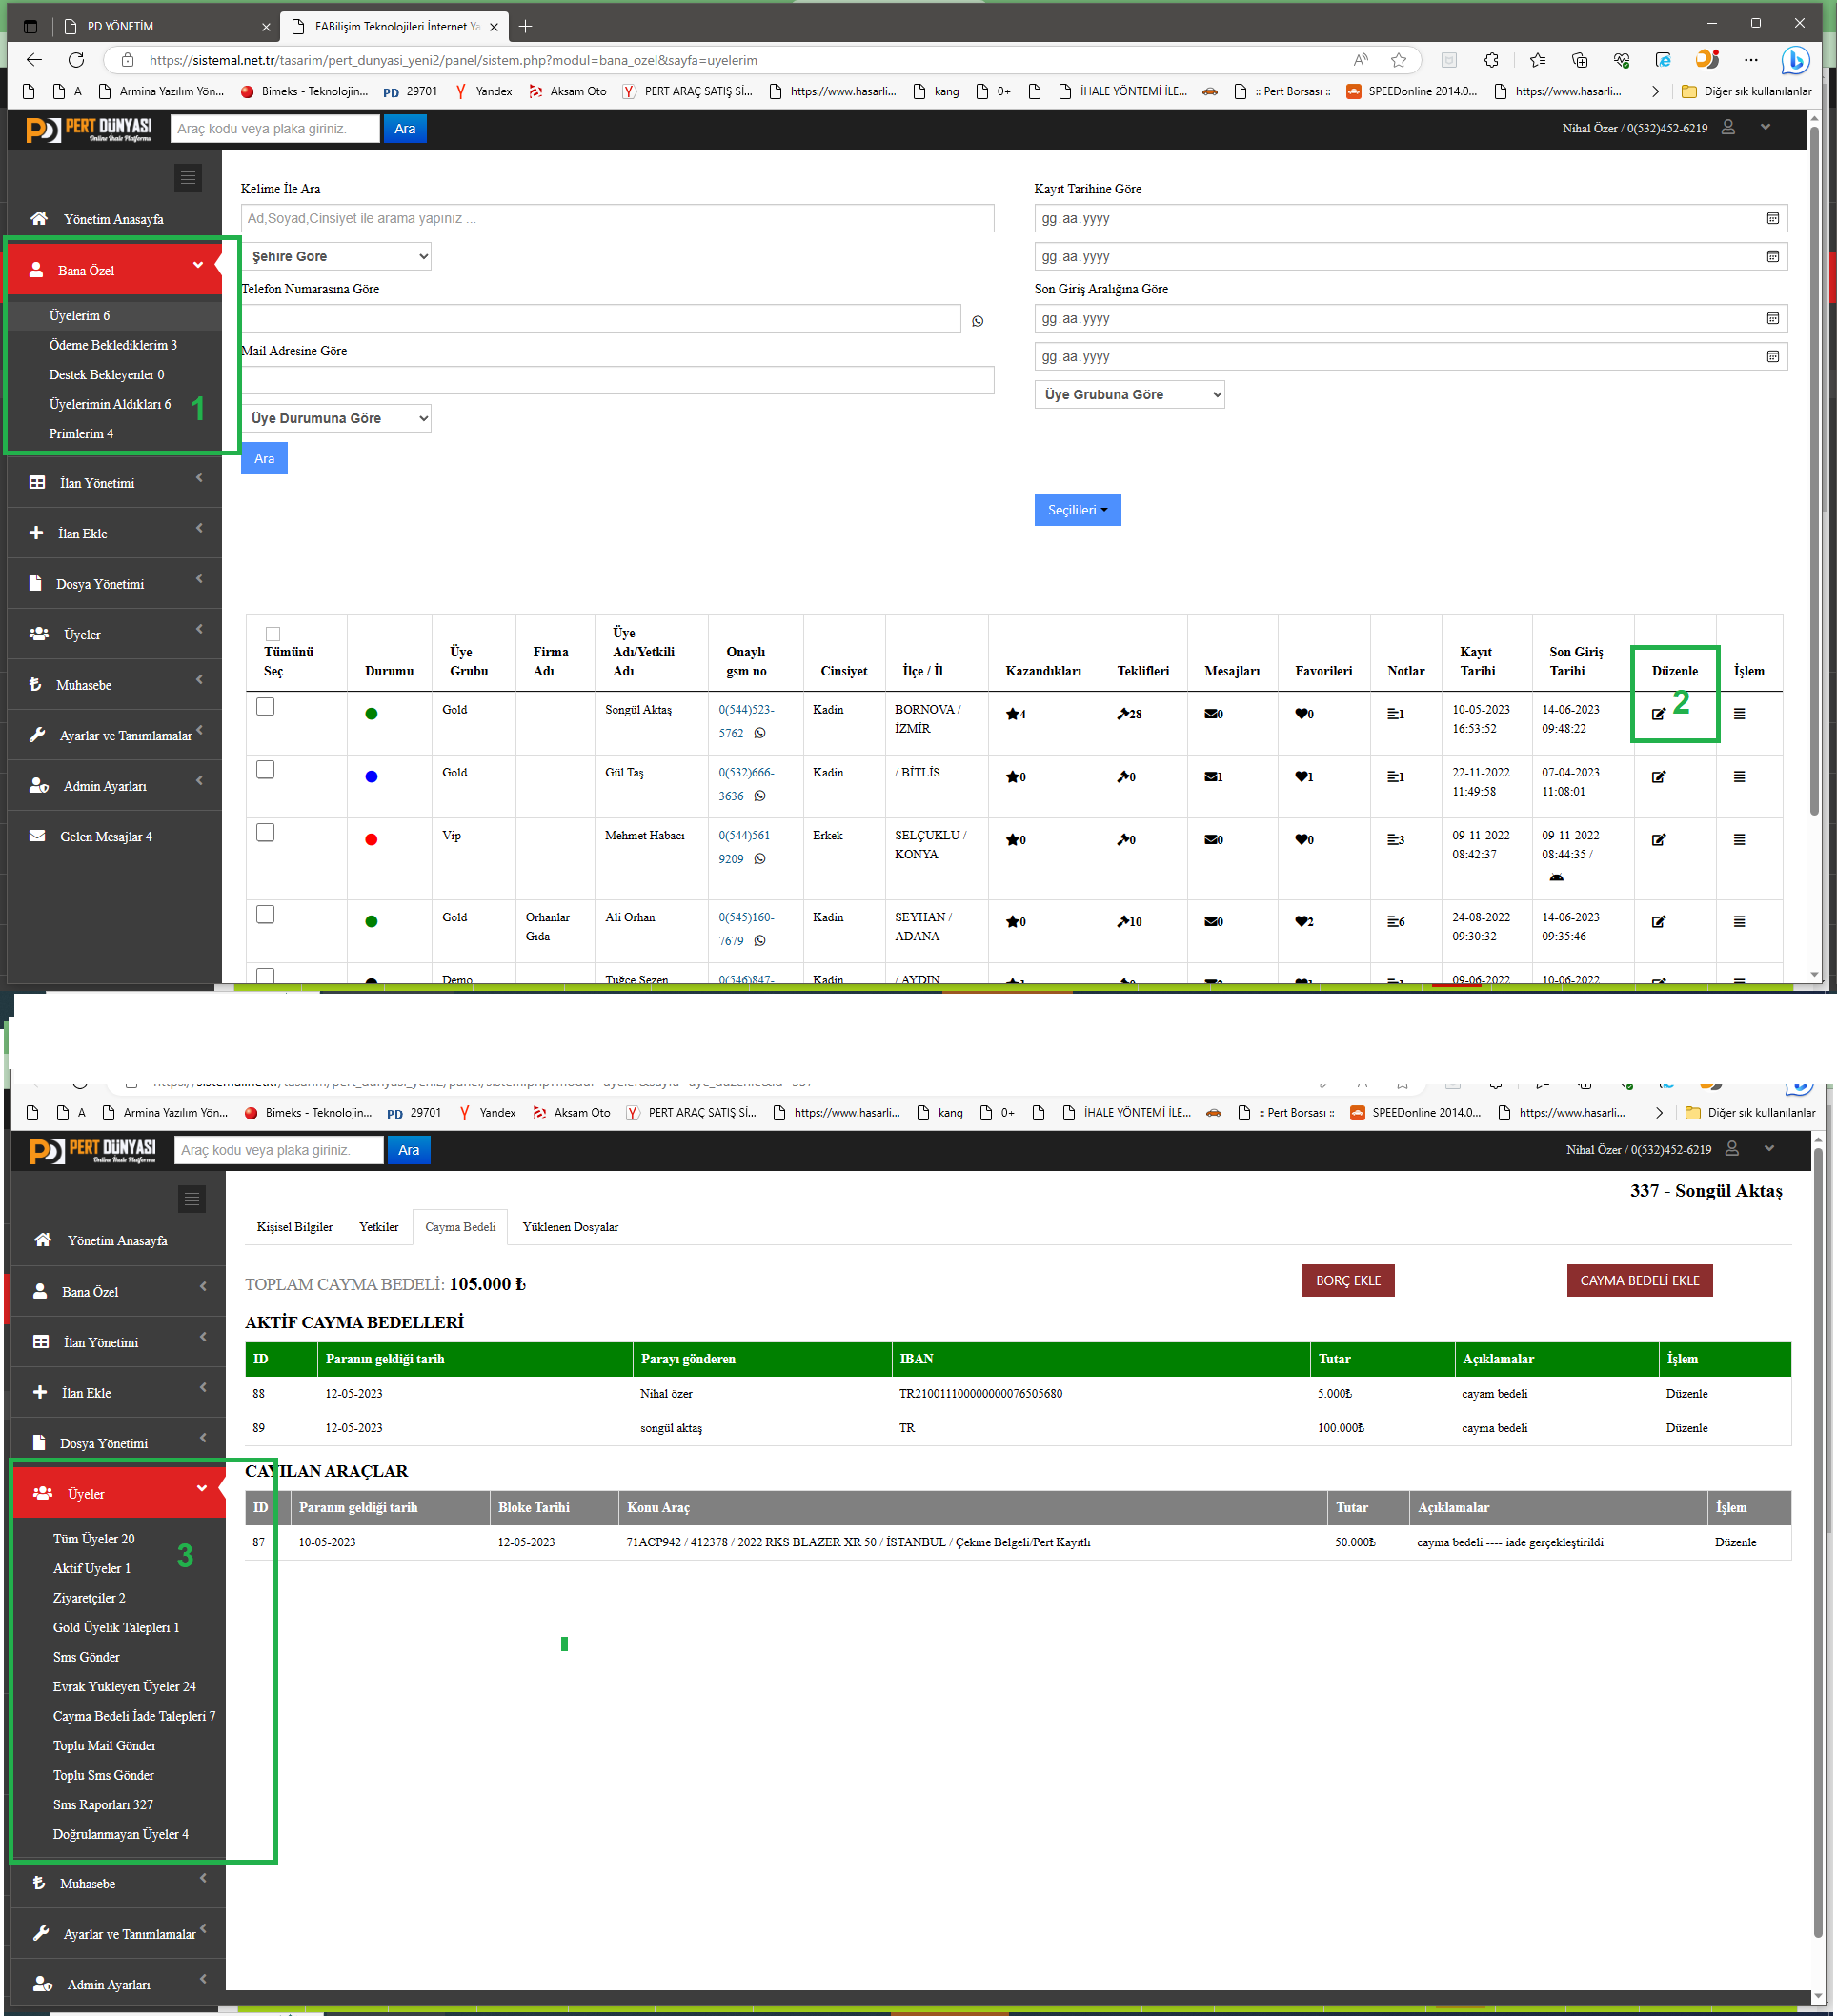 PD YÖNETİM
EABilişim Teknolojileri İnternet Ya
https://sistemal.net.tr/tasarim/pert_dunyasi_yeni2/panel/sistem.php?modul=bana_ozel&sayfa=uyelerim
A Armina Yazılım Yön... Bimeks - Teknolojin... PD 29701 Yandex Aksam Oto PERT ARAÇ SATIŞ Sİ... https://www.hasarli... kang 0+ İHALE YÖNTEMİ İLE... :: Pert Borsası :: SPEEDonline 2014.0... https://www.hasarli... Diğer sık kullanılanlar
PD PERT DÜNYASI
Online İhale Platformu
Araç kodu veya plaka giriniz. Ara
Nihal Özer / 0(532)452-6219
Yönetim Anasayfa
Bana Özel
Üyelerim 6
Ödeme Beklediklerim 3
Destek Bekleyenler 0
Üyelerimin Aldıkları 6
1
Primlerim 4
İlan Yönetimi
İlan Ekle
Dosya Yönetimi
Üyeler
Muhasebe
Ayarlar ve Tanımlamalar
Admin Ayarları
Gelen Mesajlar 4
Kelime İle Ara
Ad,Soyad,Cinsiyet ile arama yapınız ...
Şehire Göre
Telefon Numarasına Göre
Mail Adresine Göre
Üye Durumuna Göre
Ara
Kayıt Tarihine Göre
gg.aa.yyyy
gg.aa.yyyy
Son Giriş Aralığına Göre
gg.aa.yyyy
gg.aa.yyyy
Üye Grubuna Göre
Seçilileri
Tümünü Seç Durumu Üye Grubu Firma Adı Üye Adı/Yetkili Adı Onaylı gsm no Cinsiyet İlçe / İl Kazandıkları Teklifleri Mesajları Favorileri Notlar Kayıt Tarihi Son Giriş Tarihi Düzenle İşlem
2
Gold Songül Aktaş 0(544)523-5762 Kadin BORNOVA / İZMİR 4 28 0 0 1 10-05-2023 16:53:52 14-06-2023 09:48:22
Gold Gül Taş 0(532)666-3636 Kadin / BİTLİS 0 0 1 1 1 22-11-2022 11:49:58 07-04-2023 11:08:01
Vip Mehmet Habacı 0(544)561-9209 Erkek SELÇUKLU / KONYA 0 0 0 0 3 09-11-2022 08:42:37 09-11-2022 08:44:35 /
Gold Orhanlar Gıda Ali Orhan 0(545)160-7679 Kadin SEYHAN / ADANA 0 10 0 2 6 24-08-2022 09:30:32 14-06-2023 09:35:46
Demo Tuğçe Sezen 0(546)847- Kadin / AYDIN 09-06-2022 10-06-2022
A Armina Yazılım Yön... Bimeks - Teknolojin... PD 29701 Yandex Aksam Oto PERT ARAÇ SATIŞ Sİ... https://www.hasarli... kang 0+ İHALE YÖNTEMİ İLE... :: Pert Borsası :: SPEEDonline 2014.0... https://www.hasarli... Diğer sık kullanılanlar
PD PERT DÜNYASI
Online İhale Platformu
Araç kodu veya plaka giriniz. Ara
Nihal Özer / 0(532)452-6219
Yönetim Anasayfa
Bana Özel
İlan Yönetimi
İlan Ekle
Dosya Yönetimi
Üyeler
Tüm Üyeler 20
3
Aktif Üyeler 1
Ziyaretçiler 2
Gold Üyelik Talepleri 1
Sms Gönder
Evrak Yükleyen Üyeler 24
Cayma Bedeli İade Talepleri 7
Toplu Mail Gönder
Toplu Sms Gönder
Sms Raporları 327
Doğrulanmayan Üyeler 4
Muhasebe
Ayarlar ve Tanımlamalar
Admin Ayarları
337 - Songül Aktaş
Kişisel Bilgiler Yetkiler Cayma Bedeli Yüklenen Dosyalar
TOPLAM CAYMA BEDELİ: 105.000 ₺
BORÇ EKLE
CAYMA BEDELİ EKLE
AKTİF CAYMA BEDELLERİ
ID Paranın geldiği tarih Parayı gönderen IBAN Tutar Açıklamalar İşlem
88 12-05-2023 Nihal özer TR210011100000000076505680 5.000₺ cayam bedeli Düzenle
89 12-05-2023 songül aktaş TR 100.000₺ cayma bedeli Düzenle
CAYILAN ARAÇLAR
ID Paranın geldiği tarih Bloke Tarihi Konu Araç Tutar Açıklamalar İşlem
87 10-05-2023 12-05-2023 71ACP942 / 412378 / 2022 RKS BLAZER XR 50 / İSTANBUL / Çekme Belgeli/Pert Kayıtlı 50.000₺ cayma bedeli ---- iade gerçekleştirildi Düzenle